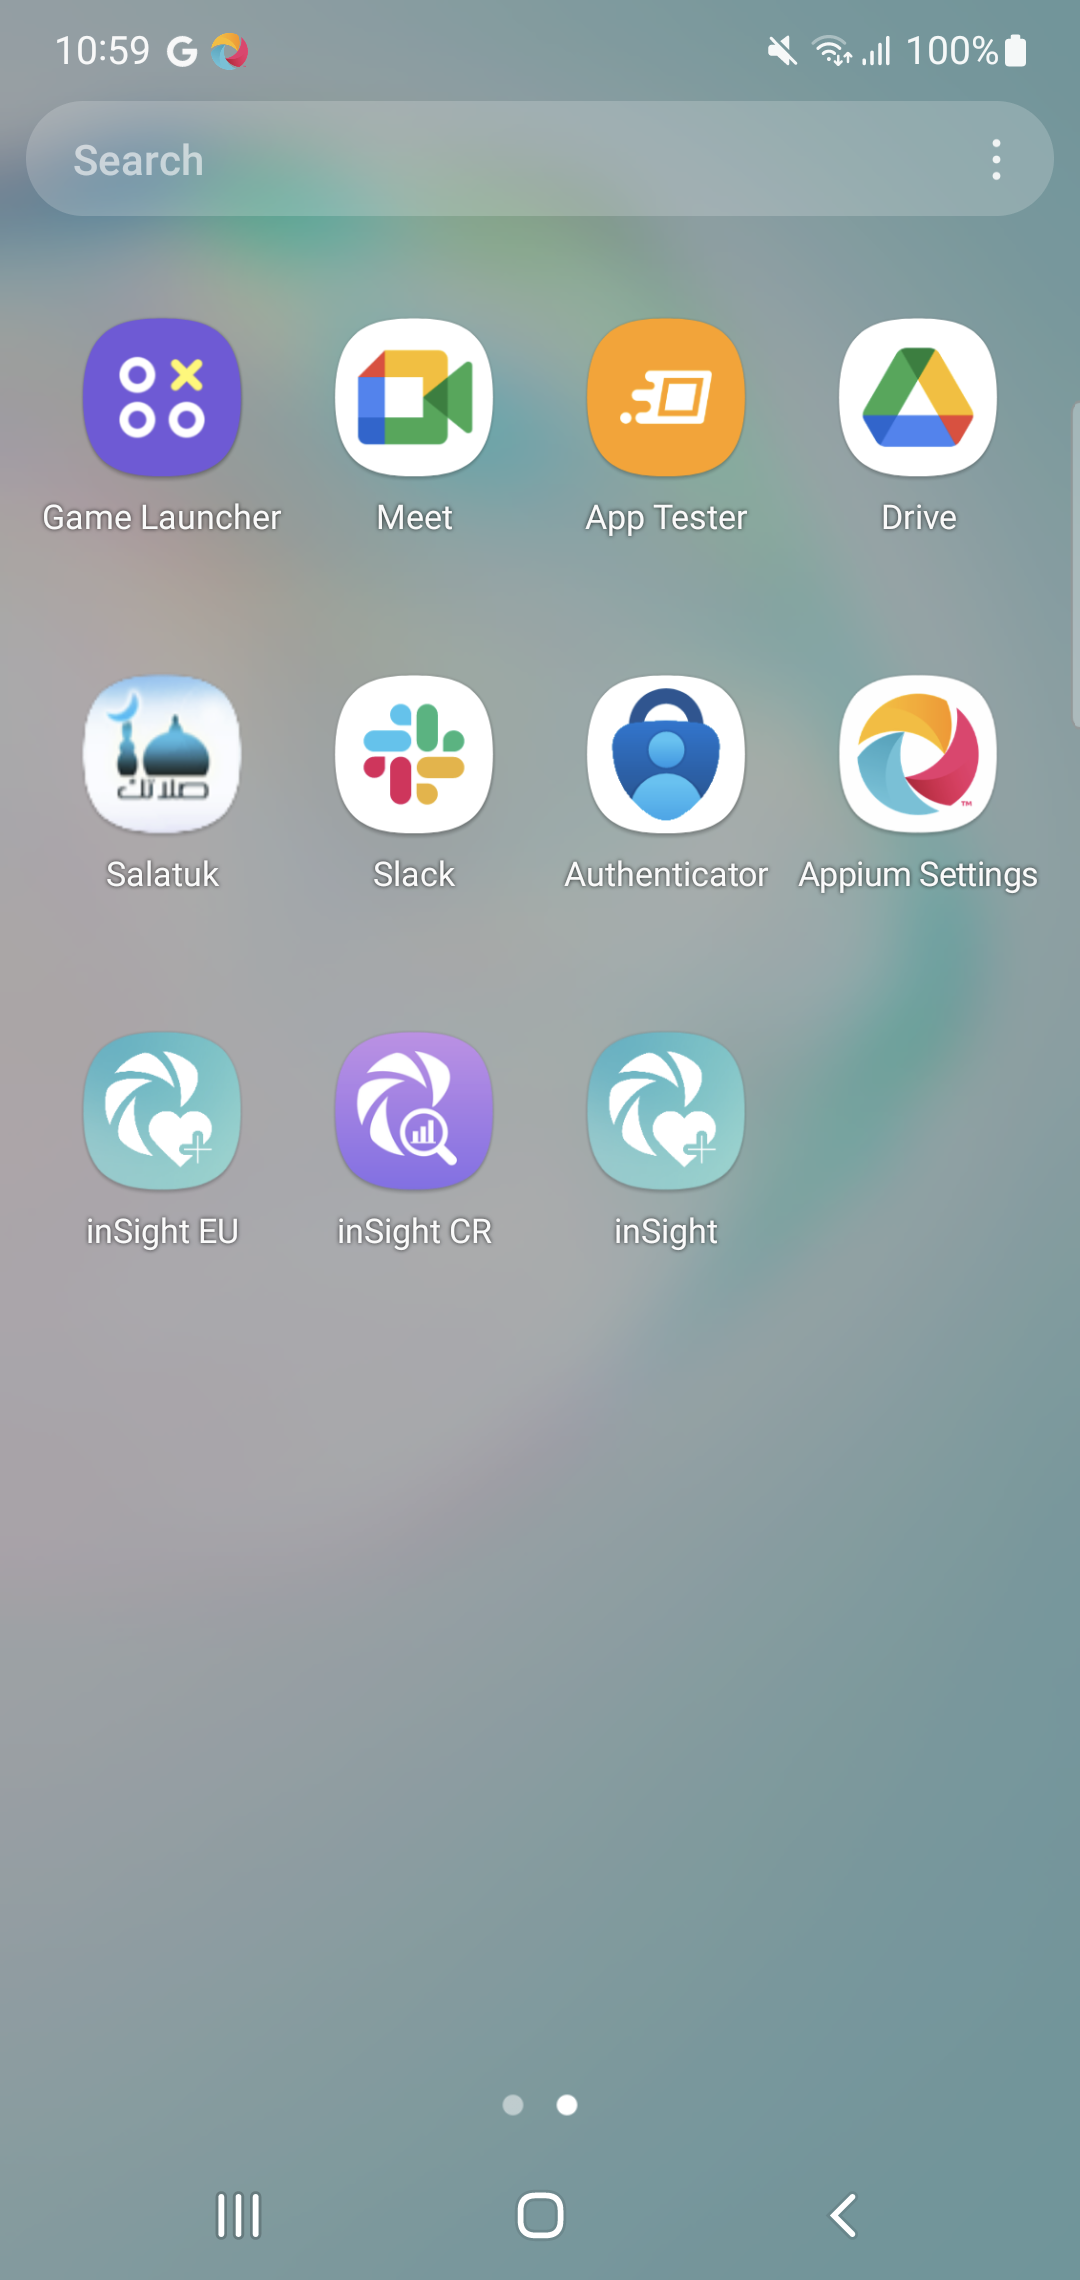 10:59
100%
Search
Game Launcher
Meet
App Tester
Drive
صلاتك
TM
Salatuk
Slack
Authenticator
Appium Settings
inSight EU
inSight CR
inSight